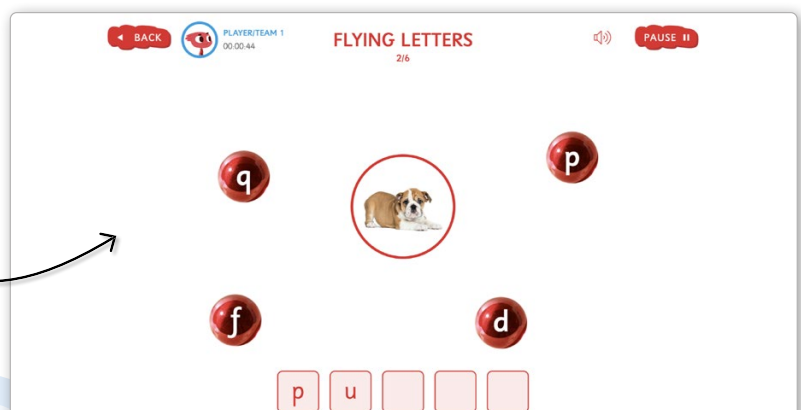 BACK
PLAYER/TEAM 1
00:00:44
FLYING LETTERS
2/6
PAUSE
q
p
f
d
p u